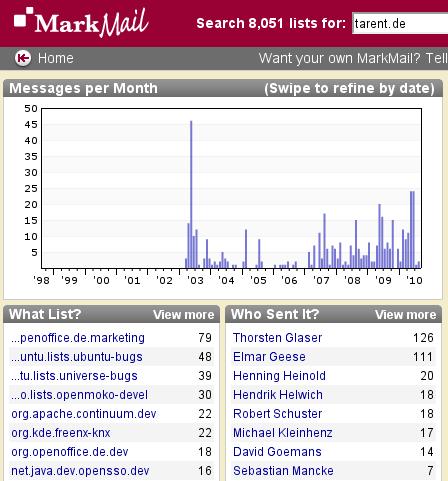 MarkMail Search 8,051 lists for: tarent.de
Home Want your own MarkMail? Tell
Messages per Month (Swipe to refine by date)
50
45
40
35
30
25
20
15
10
5
'98 '99 '00 '01 '02 '03 '04 '05 '06 '07 '08 '09 '10
What List? View more
...penoffice.de.marketing 79
...untu.lists.ubuntu-bugs 48
...tu.lists.universe-bugs 39
...o.lists.openmoko-devel 30
org.apache.continuum.dev 22
org.kde.freenx-knx 22
org.openoffice.de.dev 18
net.java.dev.opensso.dev 16
Who Sent It? View more
Thorsten Glaser 126
Elmar Geese 111
Henning Heinold 20
Hendrik Helwich 18
Robert Schuster 18
Michael Kleinhenz 17
David Goemans 14
Sebastian Mancke 7